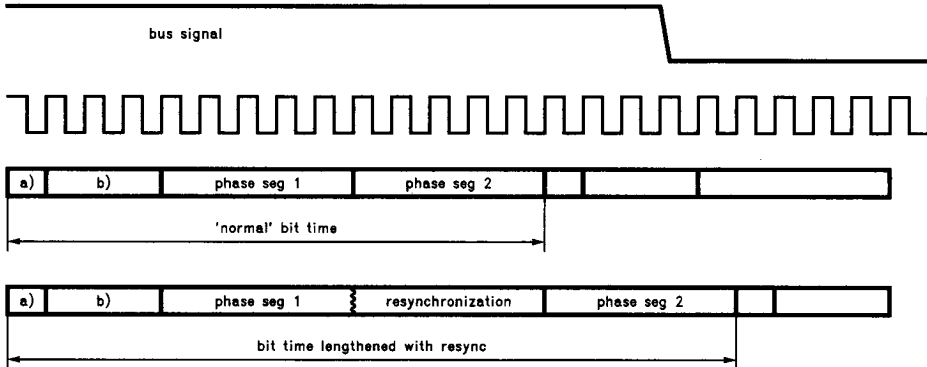 bus signal
a) b) phase seg 1 phase seg 2
'normal' bit time
a) b) phase seg 1 resynchronization phase seg 2
bit time lengthened with resync